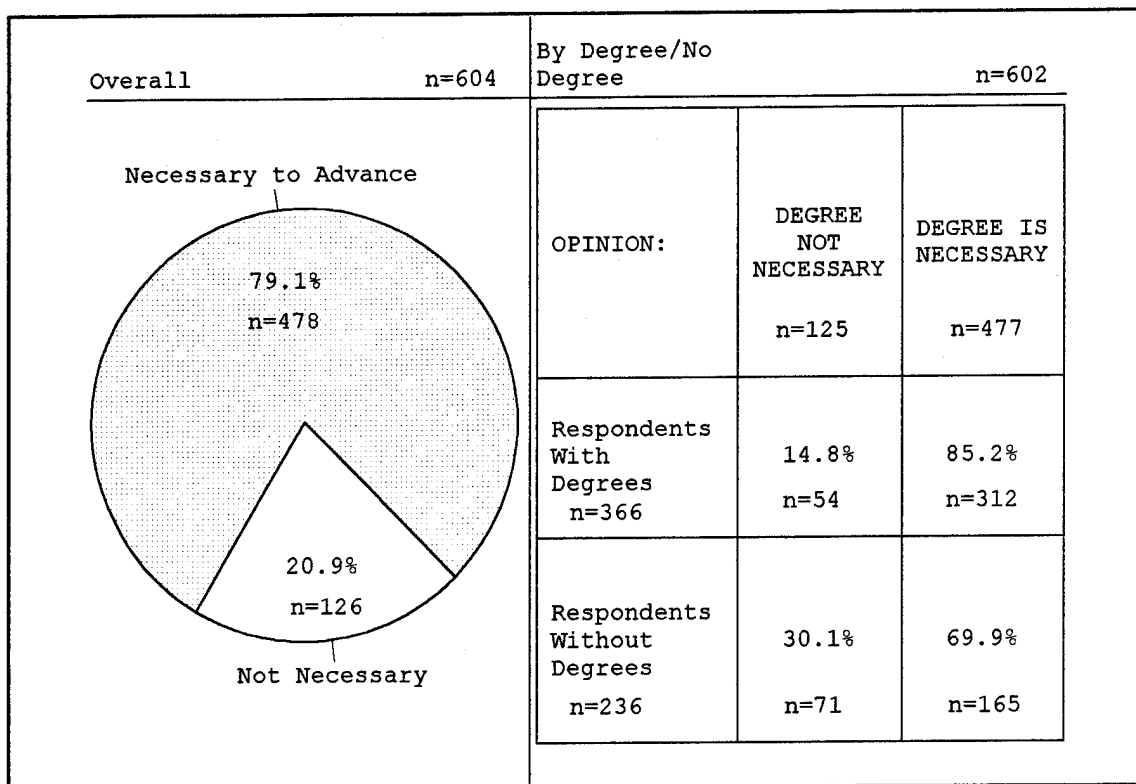 Overall n=604
Necessary to Advance
79.1%
n=478
20.9%
n=126
Not Necessary
By Degree/No
Degree n=602
OPINION:
DEGREE
NOT
NECESSARY
n=125
DEGREE IS
NECESSARY
n=477
Respondents
With
Degrees
n=366
14.8%
n=54
85.2%
n=312
Respondents
Without
Degrees
n=236
30.1%
n=71
69.9%
n=165